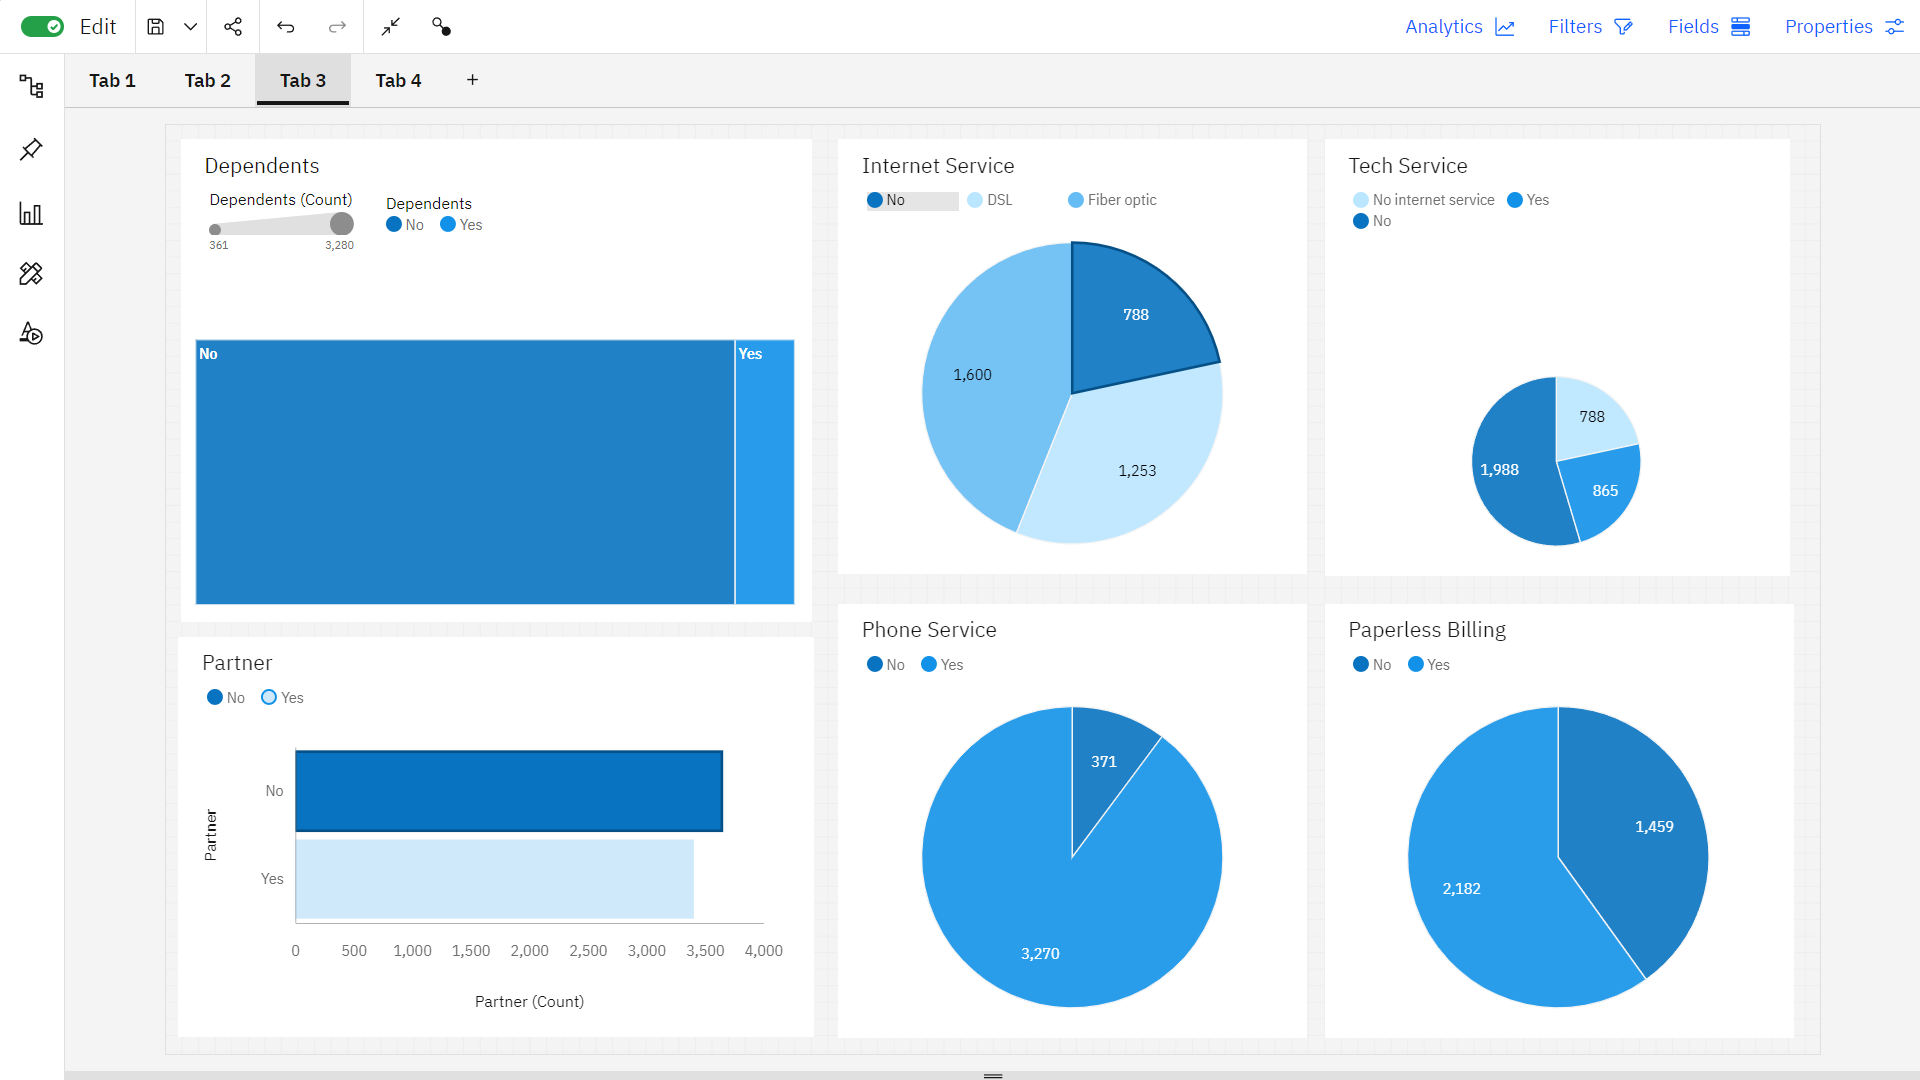 Edit
Analytics
Filters
Fields
Properties
Tab 1
Tab 2
Tab 3
Tab 4
+
Dependents
Dependents (Count)
361
3,280
Dependents
No
Yes
No
Yes
Internet Service
No
DSL
Fiber optic
788
1,600
1,253
Tech Service
No internet service
Yes
No
788
1,988
865
Partner
No
Yes
Partner
No
Yes
0 500 1,000 1,500 2,000 2,500 3,000 3,500 4,000
Partner (Count)
Phone Service
No
Yes
371
3,270
Paperless Billing
No
Yes
1,459
2,182